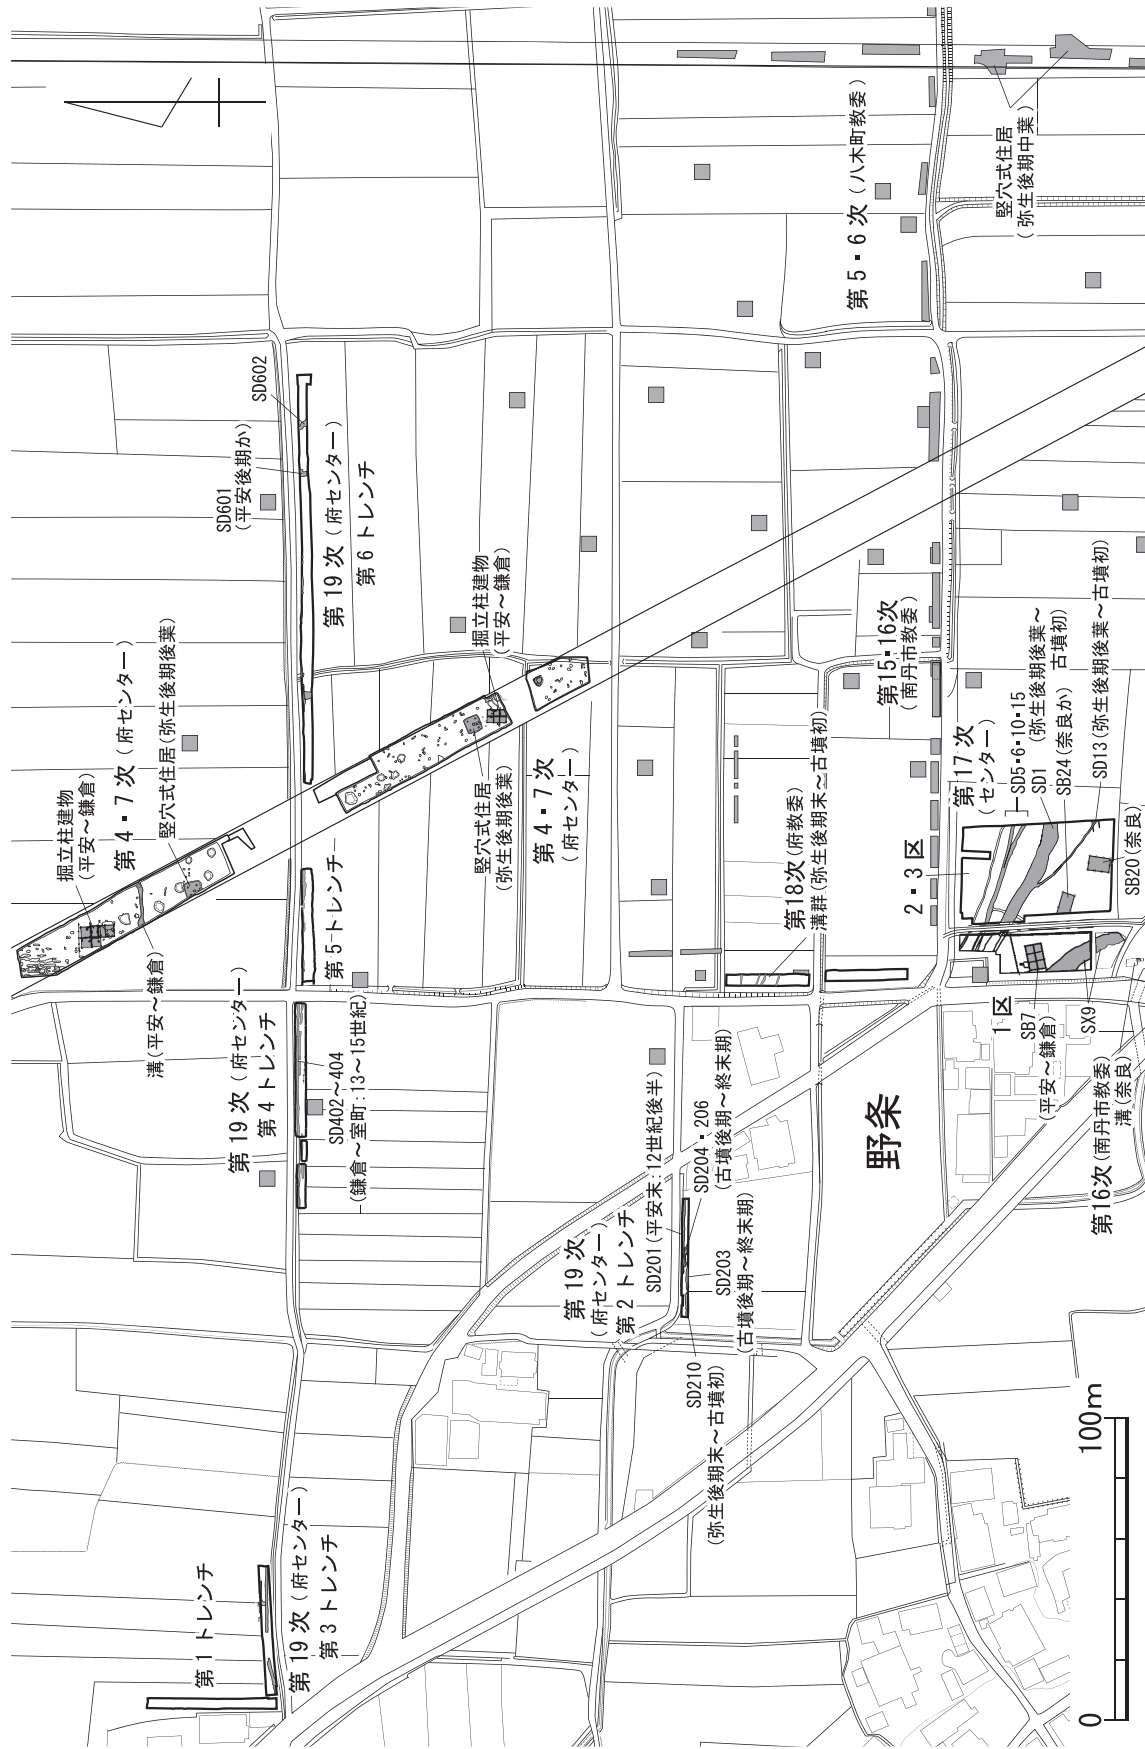 第5・6次(八木町教委)
竪穴式住居
(弥生後期中葉)
SD602
SD601
(平安後期か)
第19次(府センター)
第6トレンチ
掘立柱建物
(平安～鎌倉)
第4・7次(府センター)
竪穴式住居(弥生後期後葉)
掘立柱建物
(平安～鎌倉)
竪穴式住居
(弥生後期後葉)
第4・7次
(府センター)
第15・16次
(南丹市教委)
第17次
(センター)
SD5・6・10・15
SD1 (弥生後期後葉～
古墳初)
SB24(奈良か)
SD13(弥生後期後葉～古墳初)
SB20(奈良)
2・3区
第18次(府教委)
溝群(弥生後期末～古墳初)
第5トレンチ
溝(平安～鎌倉)
第19次(府センター)
第4トレンチ
SD402～404
(鎌倉～室町:13～15世紀)
1区
SB7
(平安～鎌倉)
SX9
第16次(南丹市教委)
溝(奈良)
野条
第19次
(府センター)
第2トレンチ
SD201(平安末:12世紀後半)
SD204・206
(古墳後期～終末期)
SD203
(古墳後期～終末期)
SD210
(弥生後期末～古墳初)
第1トレンチ
第19次(府センター)
第3トレンチ
0
100m